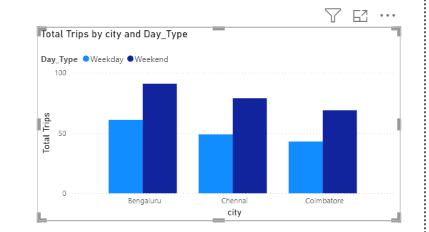 Total Trips by city and Day_Type
Day_Type Weekday Weekend
100
50
0
Total Trips
Bengaluru Chennai Coimbatore
city